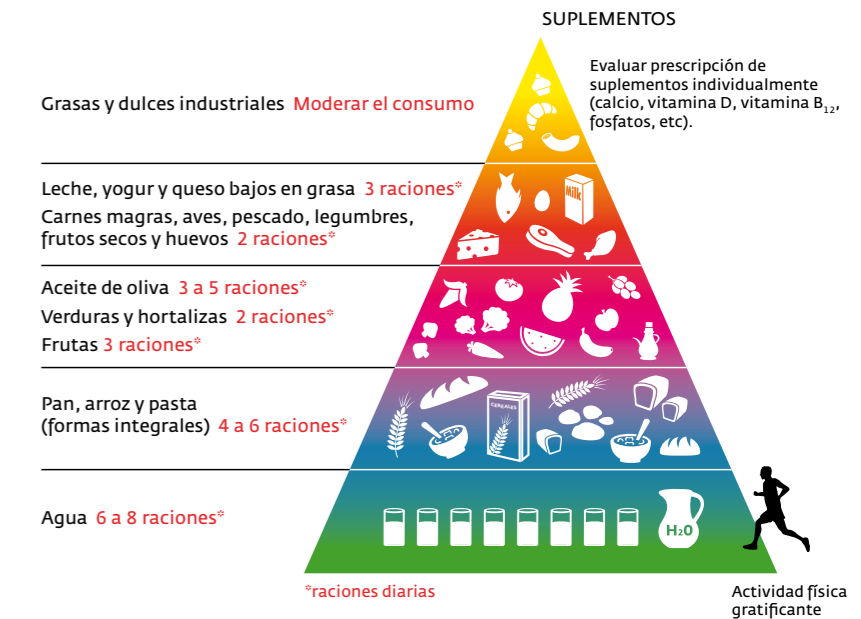 SUPLEMENTOS
Evaluar prescripción de
suplementos individualmente
(calcio, vitamina D, vitamina B₁₂,
fosfatos, etc).
Grasas y dulces industriales Moderar el consumo
Leche, yogur y queso bajos en grasa 3 raciones*
Carnes magras, aves, pescado, legumbres,
frutos secos y huevos 2 raciones*
Milk
Aceite de oliva 3 a 5 raciones*
Verduras y hortalizas 2 raciones*
Frutas 3 raciones*
Pan, arroz y pasta
(formas integrales) 4 a 6 raciones*
CEREALES
Agua 6 a 8 raciones*
H₂O
*raciones diarias
Actividad física
gratificante